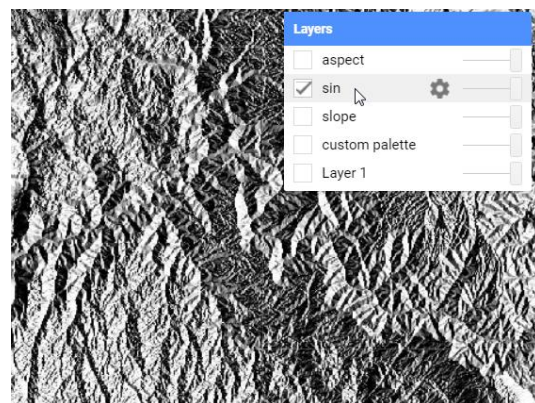 Layers
aspect
sin
slope
custom palette
Layer 1